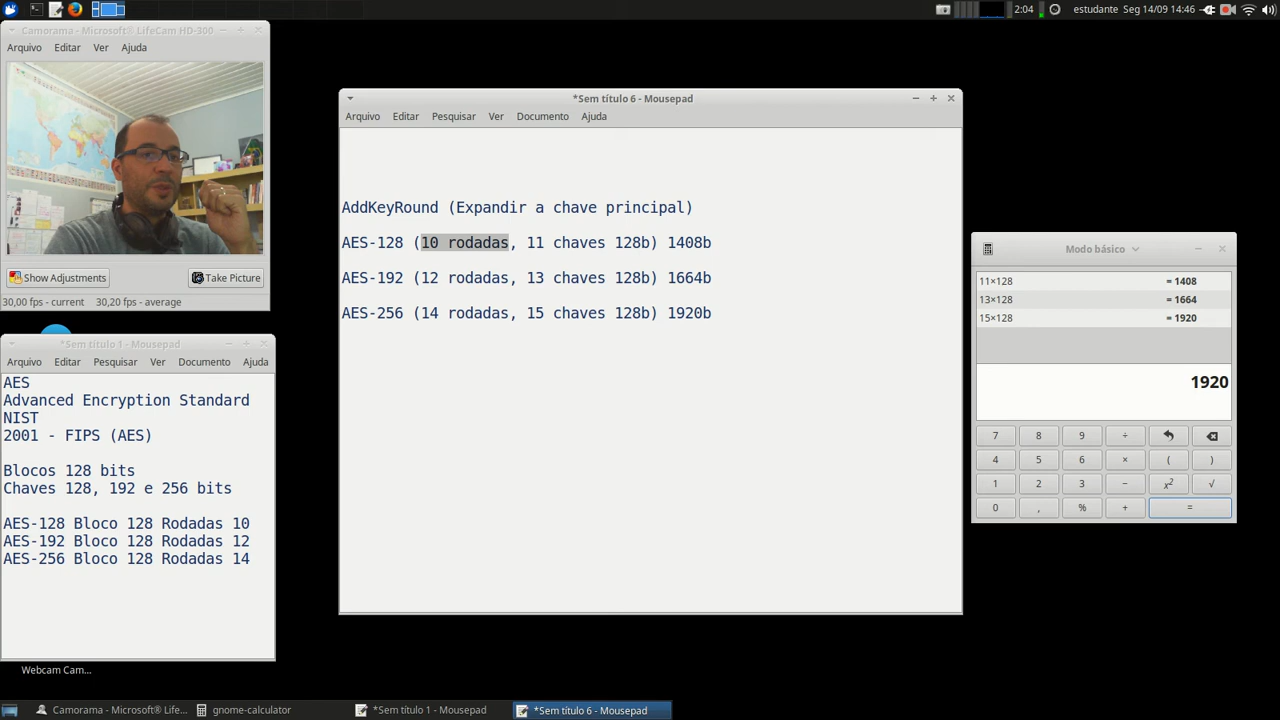 2:04
estudante Seg 14/09 14:46
Camorama - Microsoft® LifeCam HD-300
Arquivo Editar Ver Ajuda
Show Adjustments
Take Picture
30,00 fps - current 30,20 fps - average
*Sem título 1 - Mousepad
Arquivo Editar Pesquisar Ver Documento Ajuda
AES
Advanced Encryption Standard
NIST
2001 - FIPS (AES)
Blocos 128 bits
Chaves 128, 192 e 256 bits
AES-128 Bloco 128 Rodadas 10
AES-192 Bloco 128 Rodadas 12
AES-256 Bloco 128 Rodadas 14
Webcam Cam...
*Sem título 6 - Mousepad
Arquivo Editar Pesquisar Ver Documento Ajuda
AddKeyRound (Expandir a chave principal)
AES-128 (10 rodadas, 11 chaves 128b) 1408b
AES-192 (12 rodadas, 13 chaves 128b) 1664b
AES-256 (14 rodadas, 15 chaves 128b) 1920b
Modo básico
11×128 = 1408
13×128 = 1664
15×128 = 1920
1920
7 8 9 ÷
4 5 6 × ( )
1 2 3 − x² √
0 , % + =
Camorama - Microsoft® Life...
gnome-calculator
*Sem título 1 - Mousepad
*Sem título 6 - Mousepad